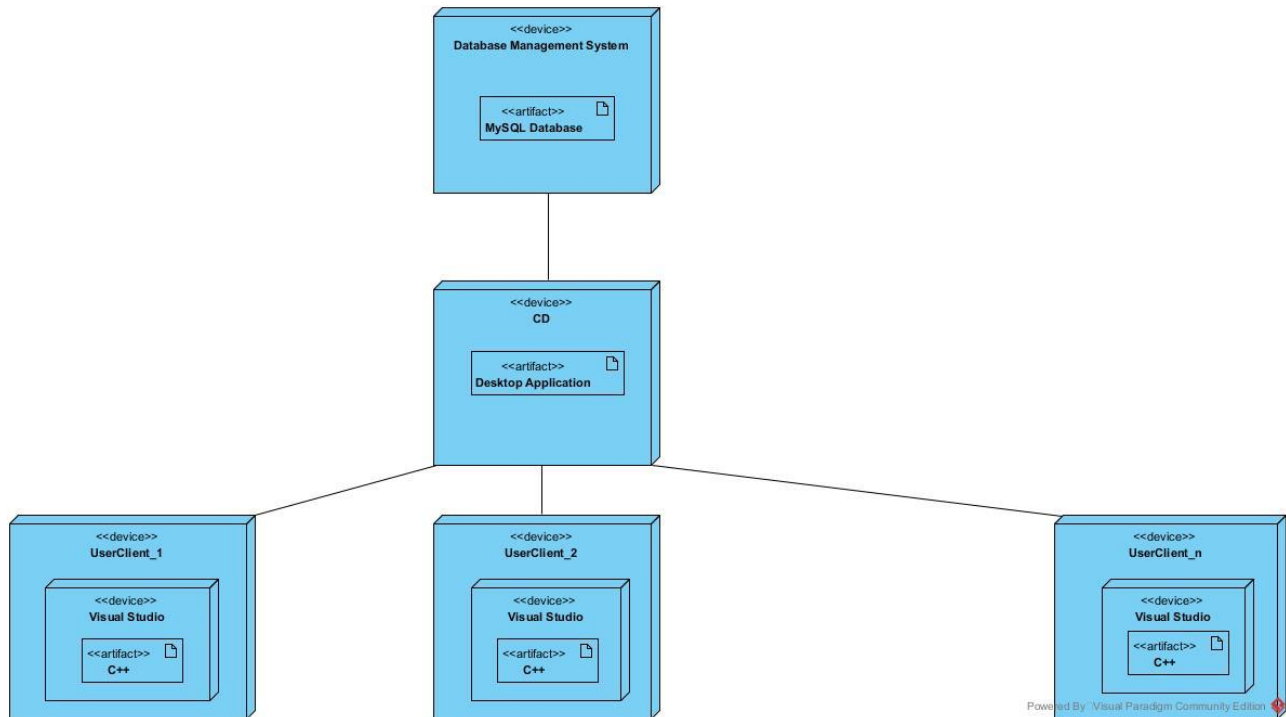 <<device>>
Database Management System
<<artifact>>
MySQL Database
<<device>>
CD
<<artifact>>
Desktop Application
<<device>>
UserClient_1
<<device>>
Visual Studio
<<artifact>>
C++
<<device>>
UserClient_2
<<device>>
Visual Studio
<<artifact>>
C++
<<device>>
UserClient_n
<<device>>
Visual Studio
<<artifact>>
C++
Powered By Visual Paradigm Community Edition